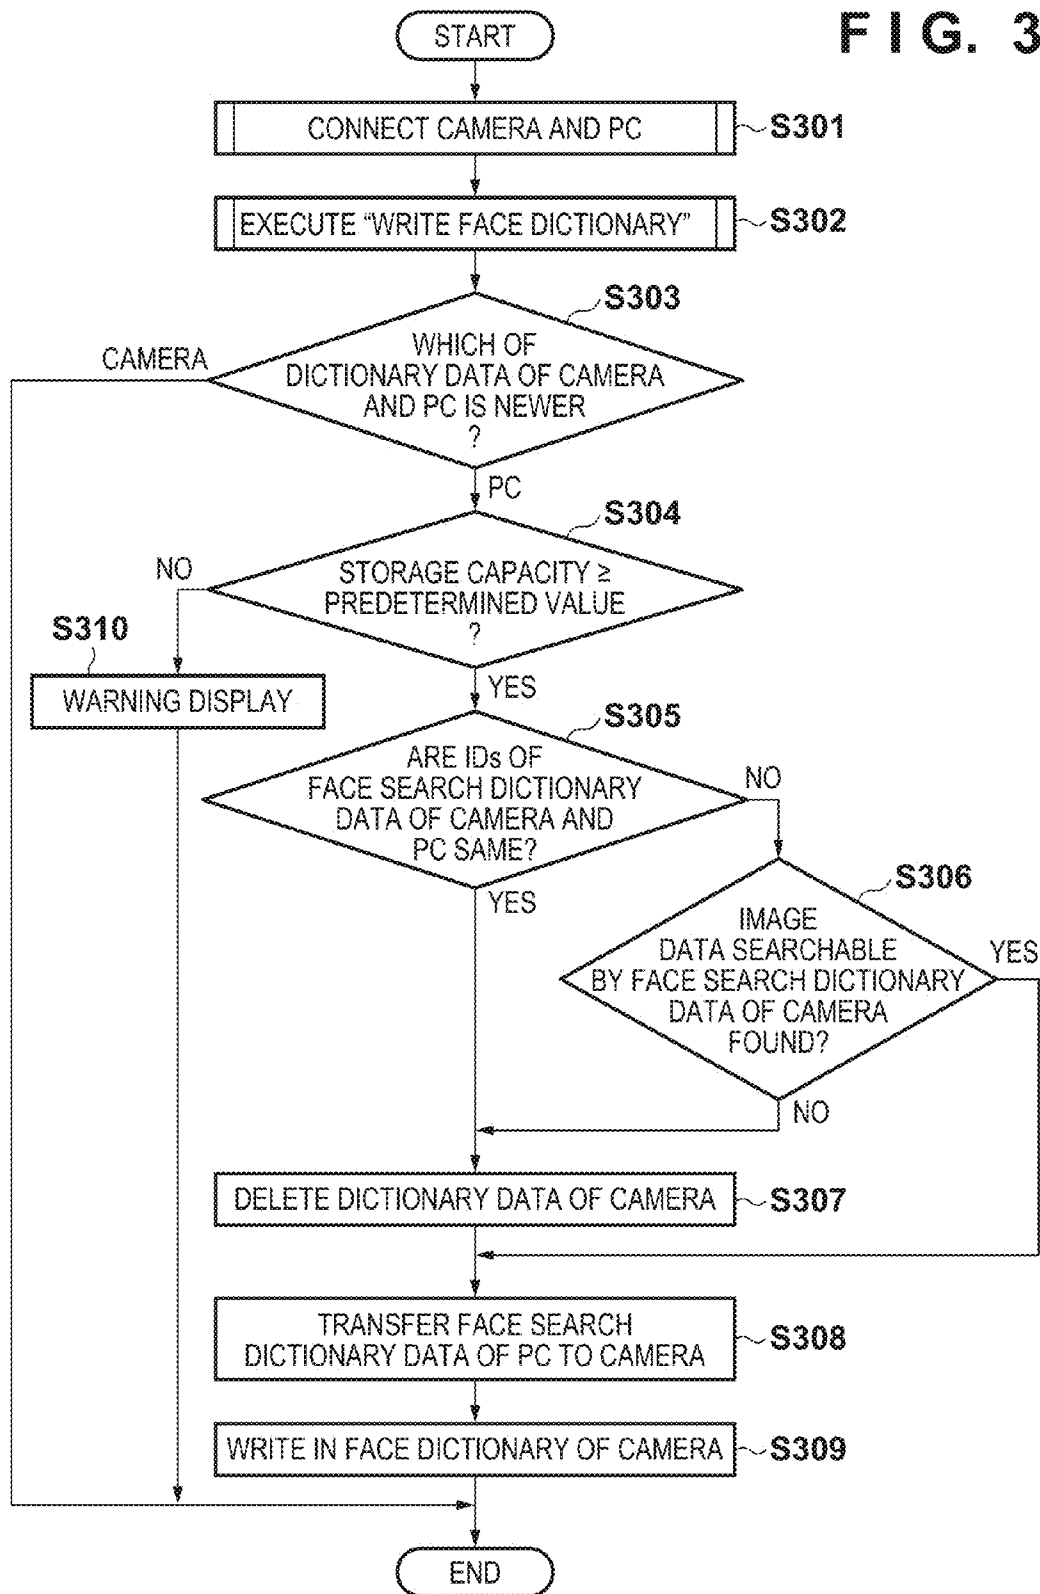 FIG. 3
START
CONNECT CAMERA AND PC
S301
EXECUTE “WRITE FACE DICTIONARY”
S302
S303
CAMERA
WHICH OF
DICTIONARY DATA OF CAMERA
AND PC IS NEWER
?
PC
S304
NO
STORAGE CAPACITY ≥
PREDETERMINED VALUE
?
S310
WARNING DISPLAY
YES
S305
ARE IDs OF
FACE SEARCH DICTIONARY
DATA OF CAMERA AND
PC SAME?
NO
YES
S306
IMAGE
DATA SEARCHABLE
BY FACE SEARCH DICTIONARY
DATA OF CAMERA
FOUND?
YES
NO
DELETE DICTIONARY DATA OF CAMERA
S307
TRANSFER FACE SEARCH
DICTIONARY DATA OF PC TO CAMERA
S308
WRITE IN FACE DICTIONARY OF CAMERA
S309
END